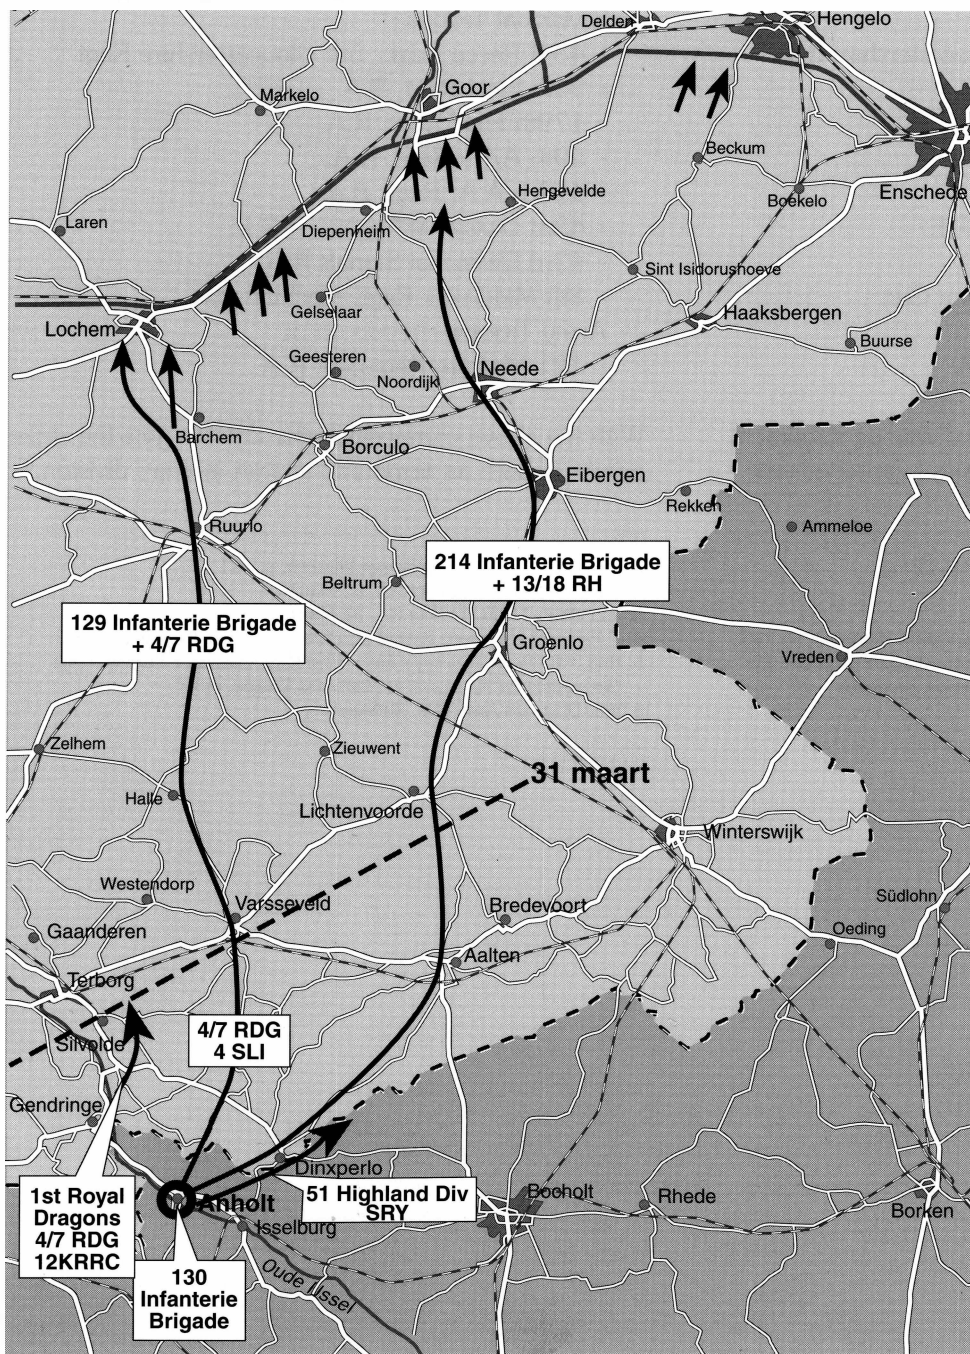 Delden
Hengelo
Goor
Markelo
Beckum
Enschede
Hengevelde
Boekelo
Laren
Diepenheim
Sint Isidorushoeve
Gelselaar
Haaksbergen
Lochem
Buurse
Geesteren
Neede
Noordijk
Barchem
Borculo
Eibergen
Rekken
Ruurlo
Ammeloe
214 Infanterie Brigade
+ 13/18 RH
Beltrum
129 Infanterie Brigade
+ 4/7 RDG
Groenlo
Vreden
Zelhem
Zieuwent
31 maart
Halle
Lichtenvoorde
Winterswijk
Westendorp
Varsseveld
Bredevoort
Südlohn
Gaanderen
Oeding
Aalten
Terborg
4/7 RDG
4 SLI
Silvolde
Gendringe
Dinxperlo
51 Highland Div
SRY
Anholt
Bocholt
Rhede
Borken
Isselburg
1st Royal
Dragons
4/7 RDG
12KRRC
130
Infanterie
Brigade
Oude IJssel